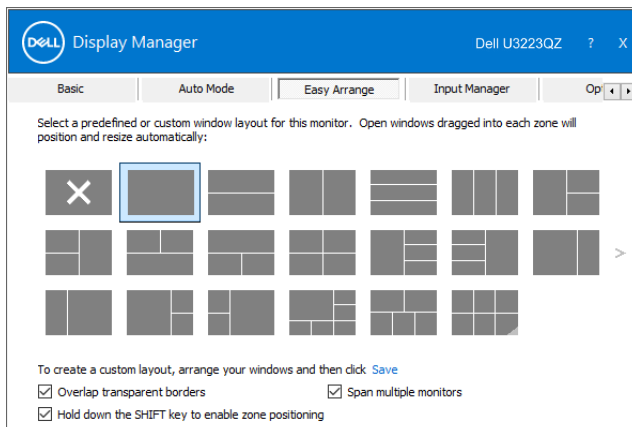 DELL Display Manager Dell U3223QZ ? X
Basic Auto Mode Easy Arrange Input Manager Op
Select a predefined or custom window layout for this monitor. Open windows dragged into each zone will
position and resize automatically:
To create a custom layout, arrange your windows and then click Save
Overlap transparent borders Span multiple monitors
Hold down the SHIFT key to enable zone positioning